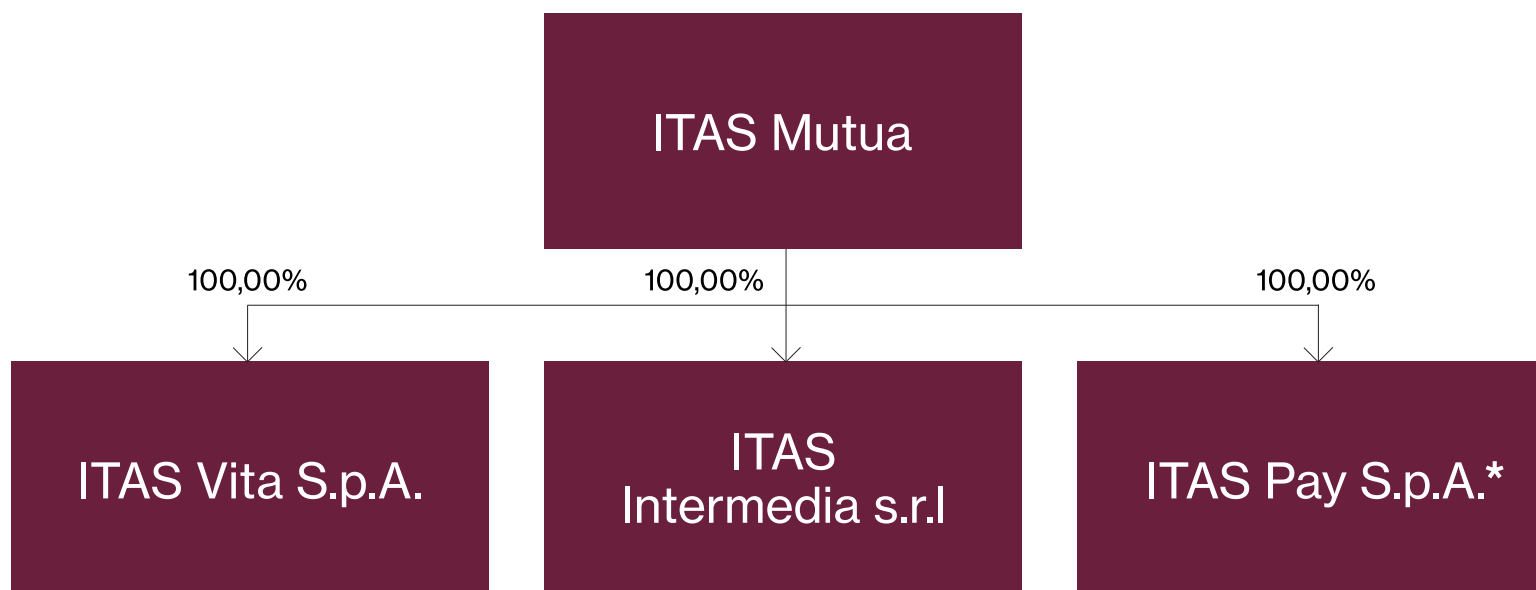 ITAS Mutua
100,00%
100,00%
100,00%
ITAS Vita S.p.A.
ITAS
Intermedia s.r.l
ITAS Pay S.p.A.*